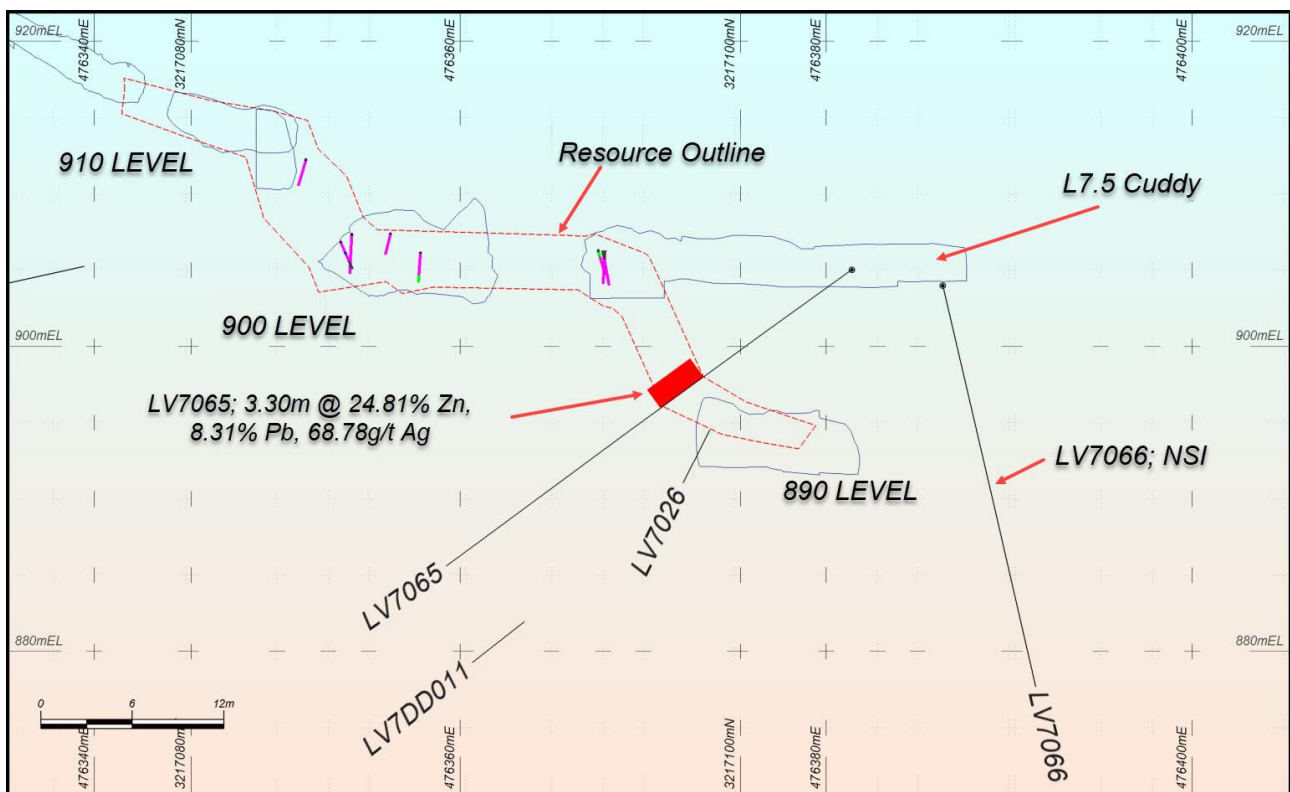 920mEL
476340mE
3217080mN
476360mE
3217100mN
476380mE
476400mE
920mEL
910 LEVEL
Resource Outline
L7.5 Cuddy
900 LEVEL
900mEL
900mEL
LV7065; 3.30m @ 24.81% Zn,
8.31% Pb, 68.78g/t Ag
LV7066; NSI
890 LEVEL
LV7026
LV7065
880mEL
880mEL
LV7DD011
LV7066
0
6
12m
476340mE
3217080mN
476360mE
3217100mN
476380mE
476400mE